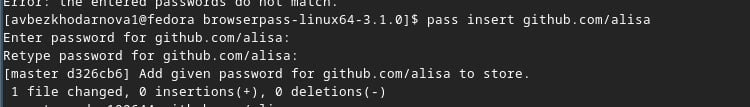 Error: the entered passwords do not match.
[avbezkhodarnova1@fedora browserpass-linux64-3.1.0]$ pass insert github.com/alisa
Enter password for github.com/alisa:
Retype password for github.com/alisa:
[master d326cb6] Add given password for github.com/alisa to store.
 1 file changed, 0 insertions(+), 0 deletions(-)